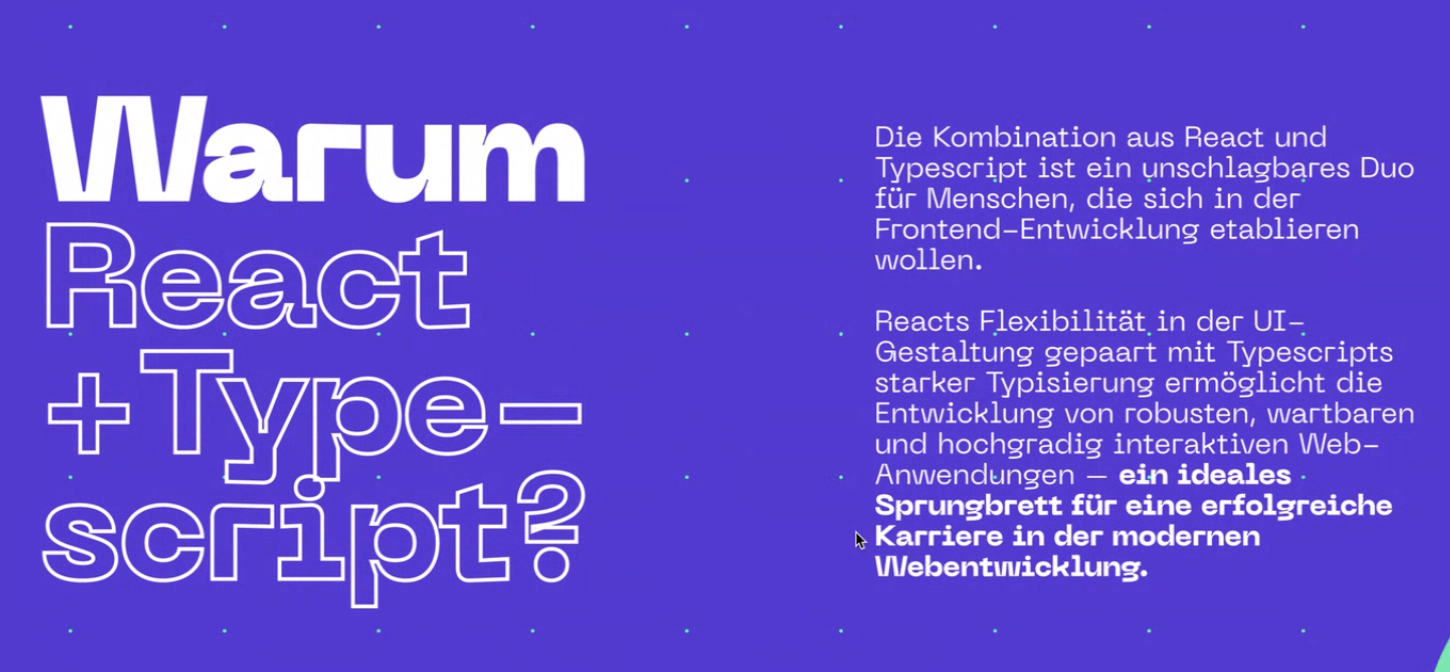 Warum
React
+Type-
script?
Die Kombination aus React und
Typescript ist ein unschlagbares Duo
für Menschen, die sich in der
Frontend-Entwicklung etablieren
wollen.
Reacts Flexibilität in der UI-
Gestaltung gepaart mit Typescripts
starker Typisierung ermöglicht die
Entwicklung von robusten, wartbaren
und hochgradig interaktiven Web-
Anwendungen – ein ideales
Sprungbrett für eine erfolgreiche
Karriere in der modernen
Webentwicklung.